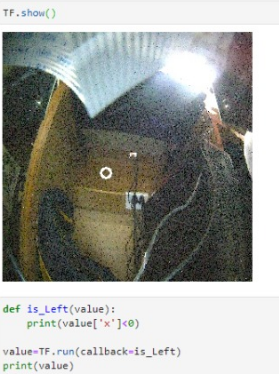 TF.show()
def is_Left(value):
    print(value['x']<0)
value=TF.run(callback=is_Left)
print(value)